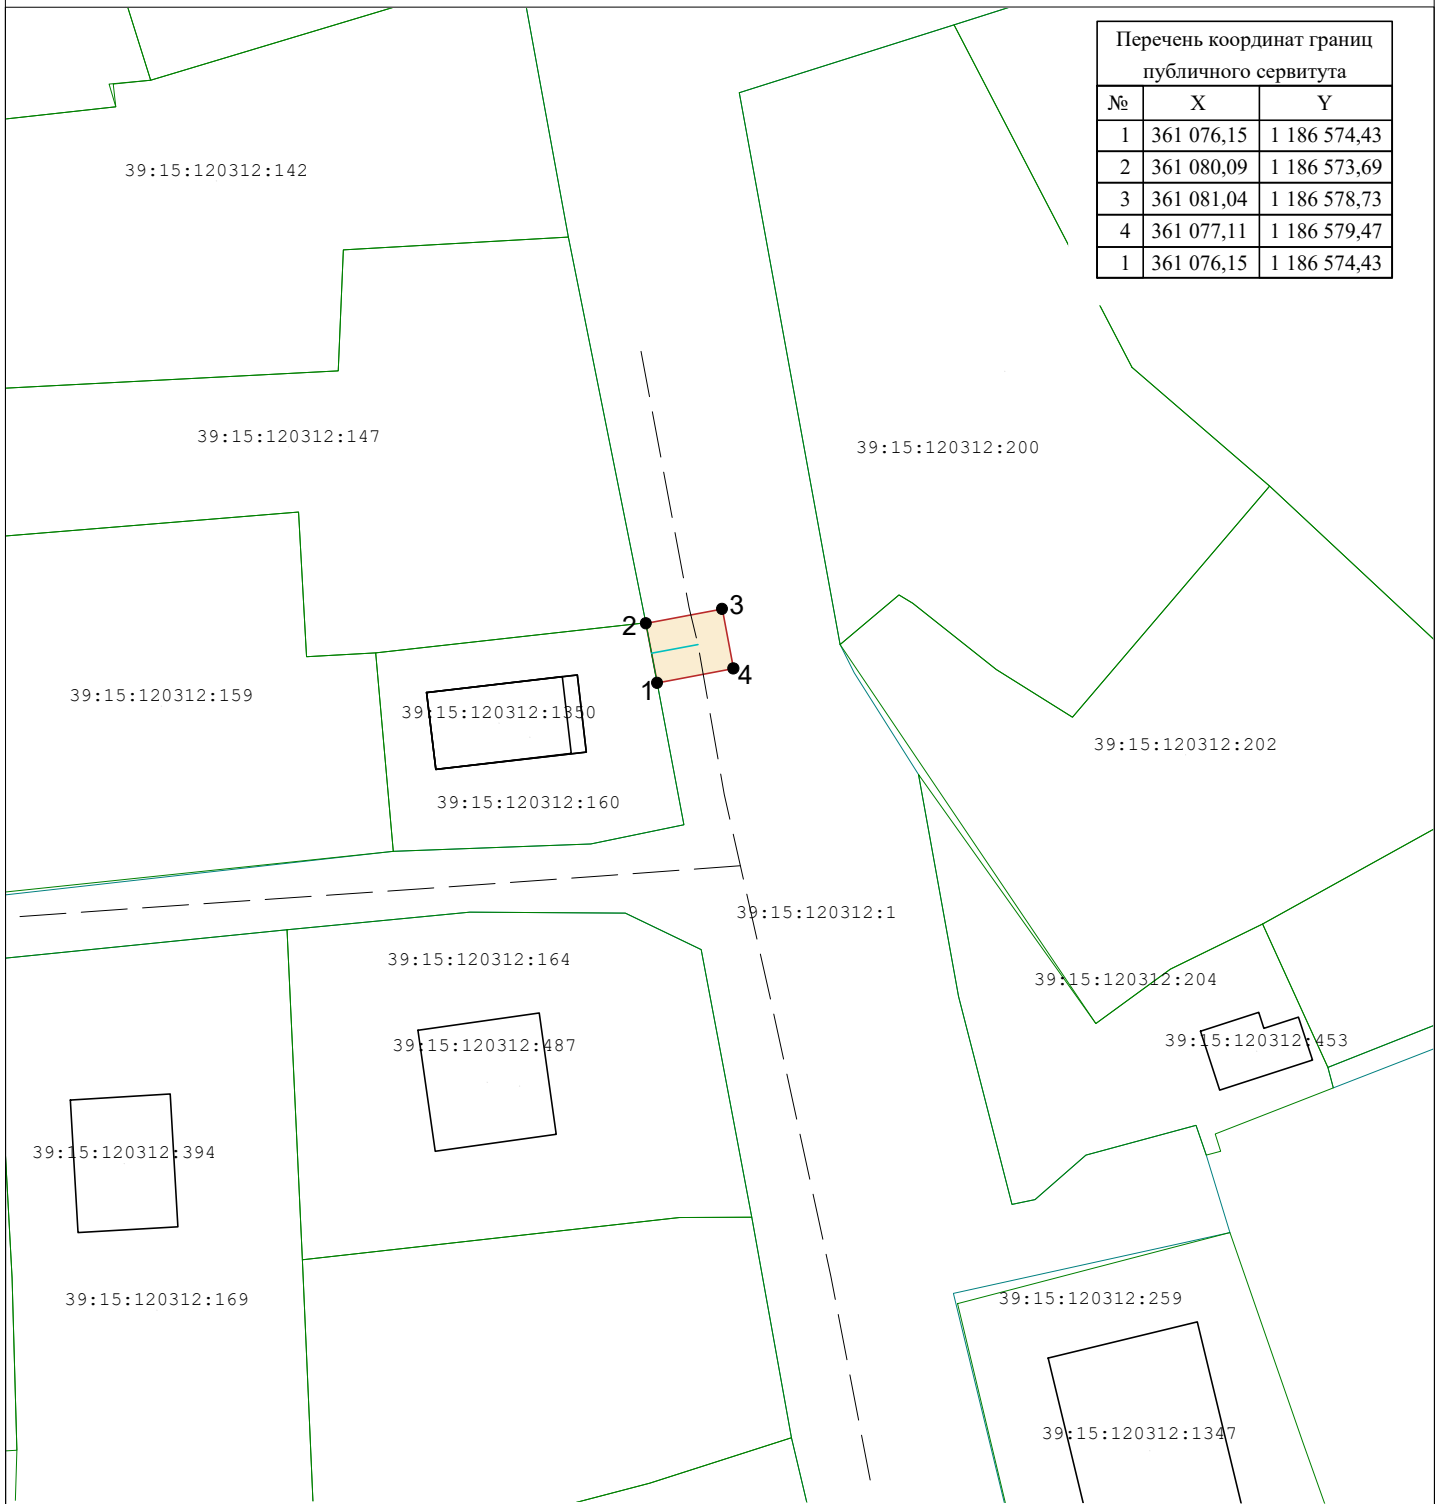 Перечень координат границ
публичного сервитута
№ X Y
1 361 076,15 1 186 574,43
2 361 080,09 1 186 573,69
3 361 081,04 1 186 578,73
4 361 077,11 1 186 579,47
1 361 076,15 1 186 574,43
39:15:120312:142
39:15:120312:147
39:15:120312:200
3
2
4
1
39:15:120312:159
39:15:120312:1350
39:15:120312:202
39:15:120312:160
39:15:120312:1
39:15:120312:164
39:15:120312:204
39:15:120312:487
39:15:120312:453
39:15:120312:394
39:15:120312:169
39:15:120312:259
39:15:120312:1347